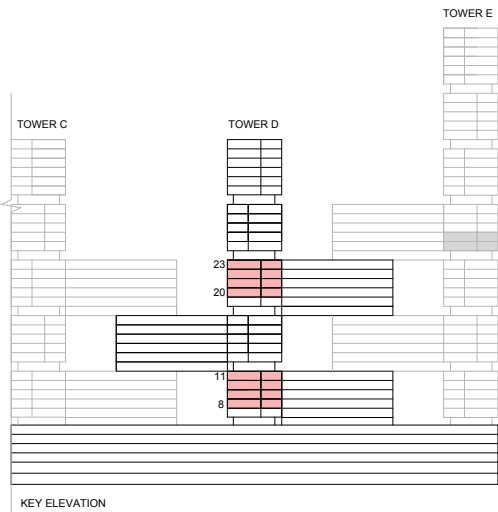 TOWER E
TOWER C
TOWER D
23
20
11
8
KEY ELEVATION